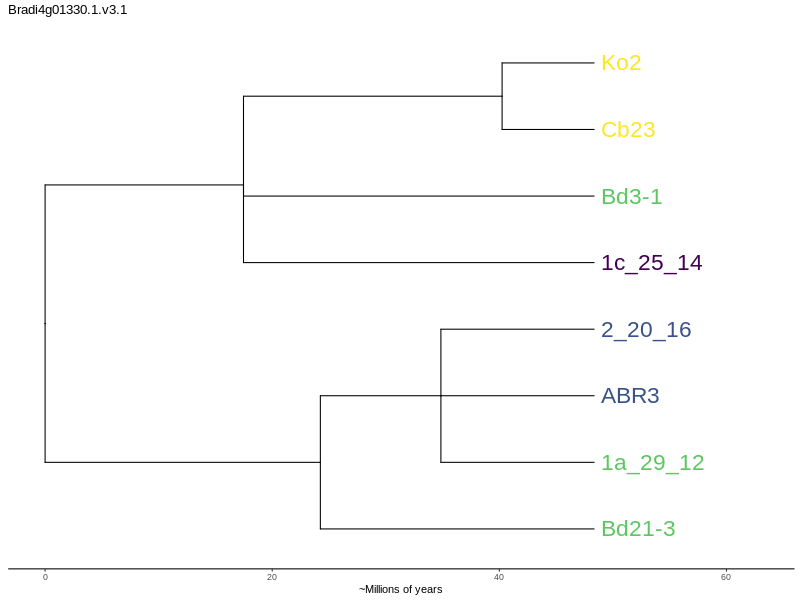 Bradi4g01330.1.v3.1
Ko2
Cb23
Bd3-1
1c_25_14
2_20_16
ABR3
1a_29_12
Bd21-3
0 20 40 60
~Millions of years